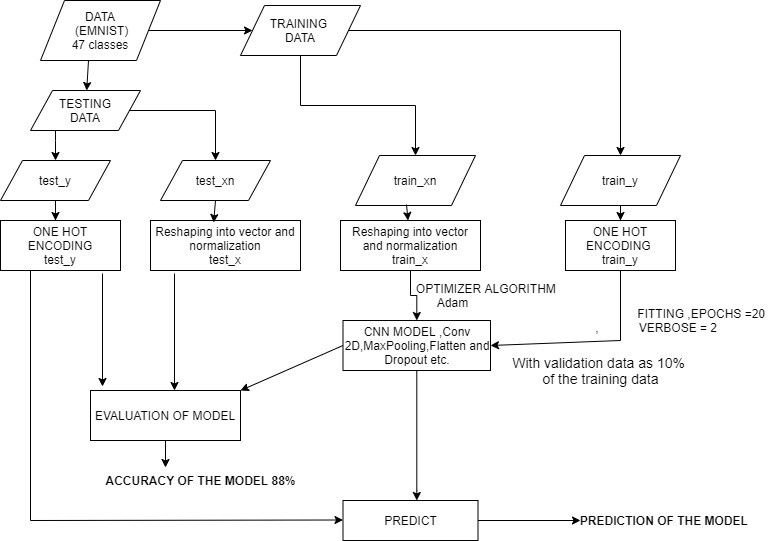 DATA
(EMNIST)
47 classes
TRAINING
DATA
TESTING
DATA
test_y
test_xn
train_xn
train_y
ONE HOT
ENCODING
test_y
Reshaping into vector and
normalization
test_x
Reshaping into vector
and normalization
train_x
ONE HOT
ENCODING
train_y
OPTIMIZER ALGORITHM
Adam
FITTING ,EPOCHS =20
VERBOSE = 2
,
CNN MODEL ,Conv
2D,MaxPooling,Flatten and
Dropout etc.
With validation data as 10%
of the training data
EVALUATION OF MODEL
ACCURACY OF THE MODEL 88%
PREDICT
PREDICTION OF THE MODEL